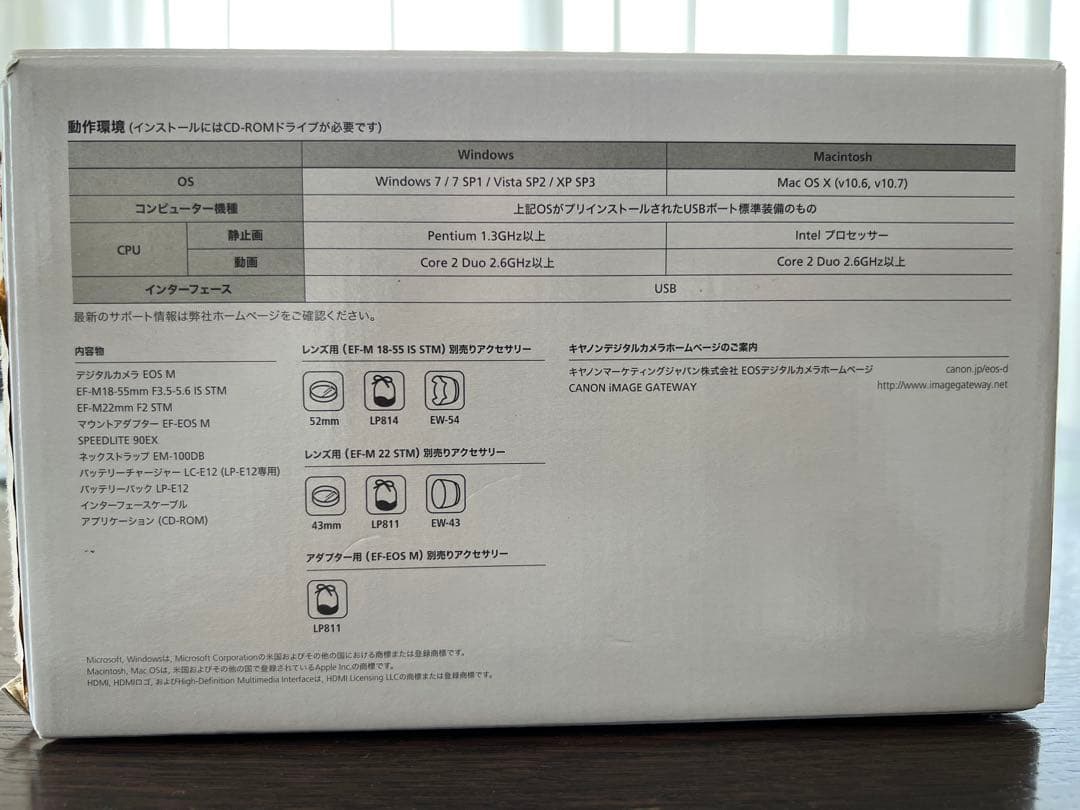 動作環境 (インストールにはCD-ROMドライブが必要です)
Windows Macintosh
OS Windows 7 / 7 SP1 / Vista SP2 / XP SP3 Mac OS X (v10.6, v10.7)
コンピューター機種 上記OSがプリインストールされたUSBポート標準装備のもの
CPU 静止画 Pentium 1.3GHz以上 Intel プロセッサー
動画 Core 2 Duo 2.6GHz以上 Core 2 Duo 2.6GHz以上
インターフェース USB
最新のサポート情報は弊社ホームページをご確認ください。
内容物
デジタルカメラ EOS M
EF-M18-55mm F3.5-5.6 IS STM
EF-M22mm F2 STM
マウントアダプター EF-EOS M
SPEEDLITE 90EX
ネックストラップ EM-100DB
バッテリーチャージャー LC-E12 (LP-E12専用)
バッテリーパック LP-E12
インターフェースケーブル
アプリケーション (CD-ROM)
レンズ用 (EF-M 18-55 IS STM) 別売りアクセサリー
52mm LP814 EW-54
レンズ用 (EF-M 22 STM) 別売りアクセサリー
43mm LP811 EW-43
アダプター用 (EF-EOS M) 別売りアクセサリー
LP811
キヤノンデジタルカメラホームページのご案内
キヤノンマーケティングジャパン株式会社 EOSデジタルカメラホームページ canon.jp/eos-d
CANON iMAGE GATEWAY http://www.imagegateway.net
Microsoft, Windowsは、Microsoft Corporationの米国およびその他の国における商標または登録商標です。
Macintosh, Mac OSは、米国およびその他の国で登録されているApple Inc.の商標です。
HDMI, HDMIロゴ, およびHigh-Definition Multimedia Interfaceは、HDMI Licensing LLCの商標または登録商標です。